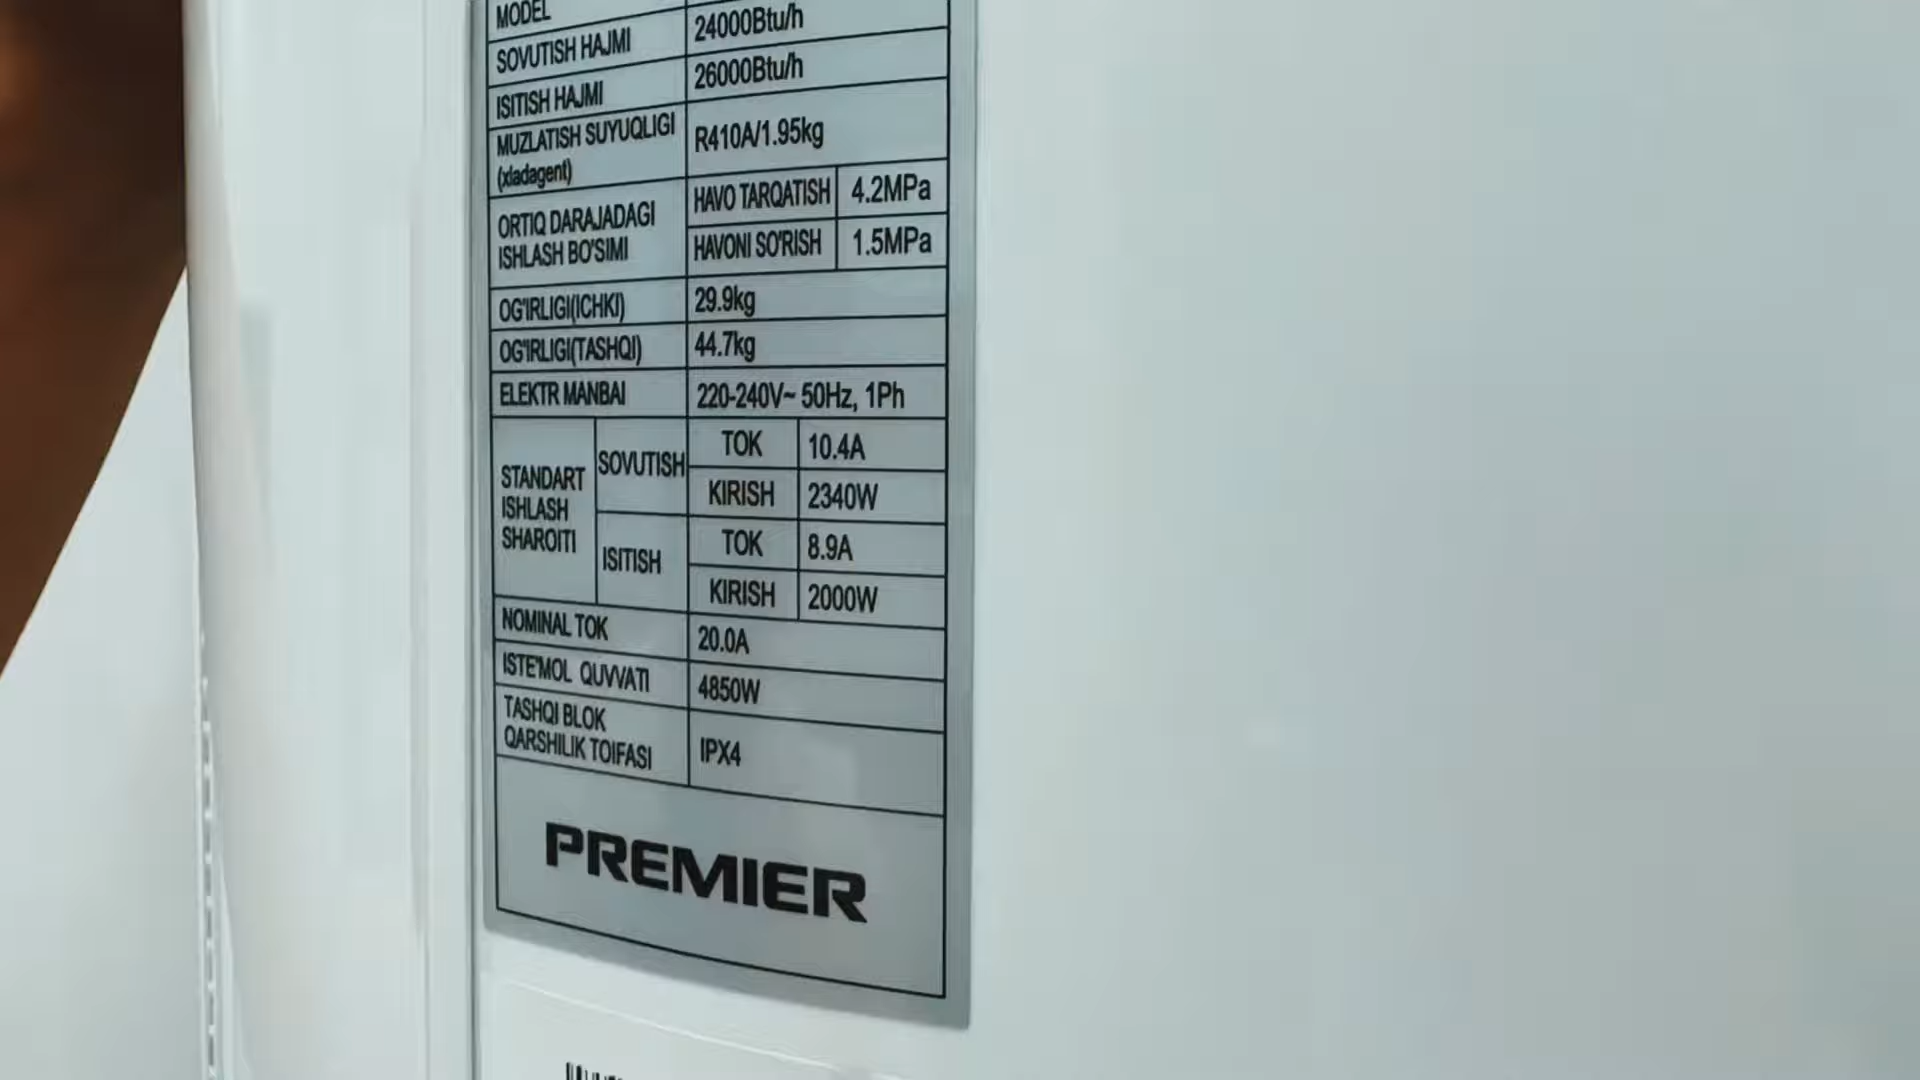 MODEL
SOVUTISH HAJMI 24000Btu/h
ISITISH HAJMI 26000Btu/h
MUZLATISH SUYUQLIGI
(xladagent) R410A/1.95kg
ORTIQ DARAJADAGI
ISHLASH BO'SIMI
HAVO TARQATISH 4.2MPa
HAVONI SO'RISH 1.5MPa
OG'IRLIGI(ICHKI) 29.9kg
OG'IRLIGI(TASHQI) 44.7kg
ELEKTR MANBAI 220-240V~ 50Hz, 1Ph
STANDART
ISHLASH
SHAROITI
SOVUTISH
TOK 10.4A
KIRISH 2340W
ISITISH
TOK 8.9A
KIRISH 2000W
NOMINAL TOK 20.0A
ISTE'MOL QUVVATI 4850W
TASHQI BLOK
QARSHILIK TOIFASI IPX4
PREMIER